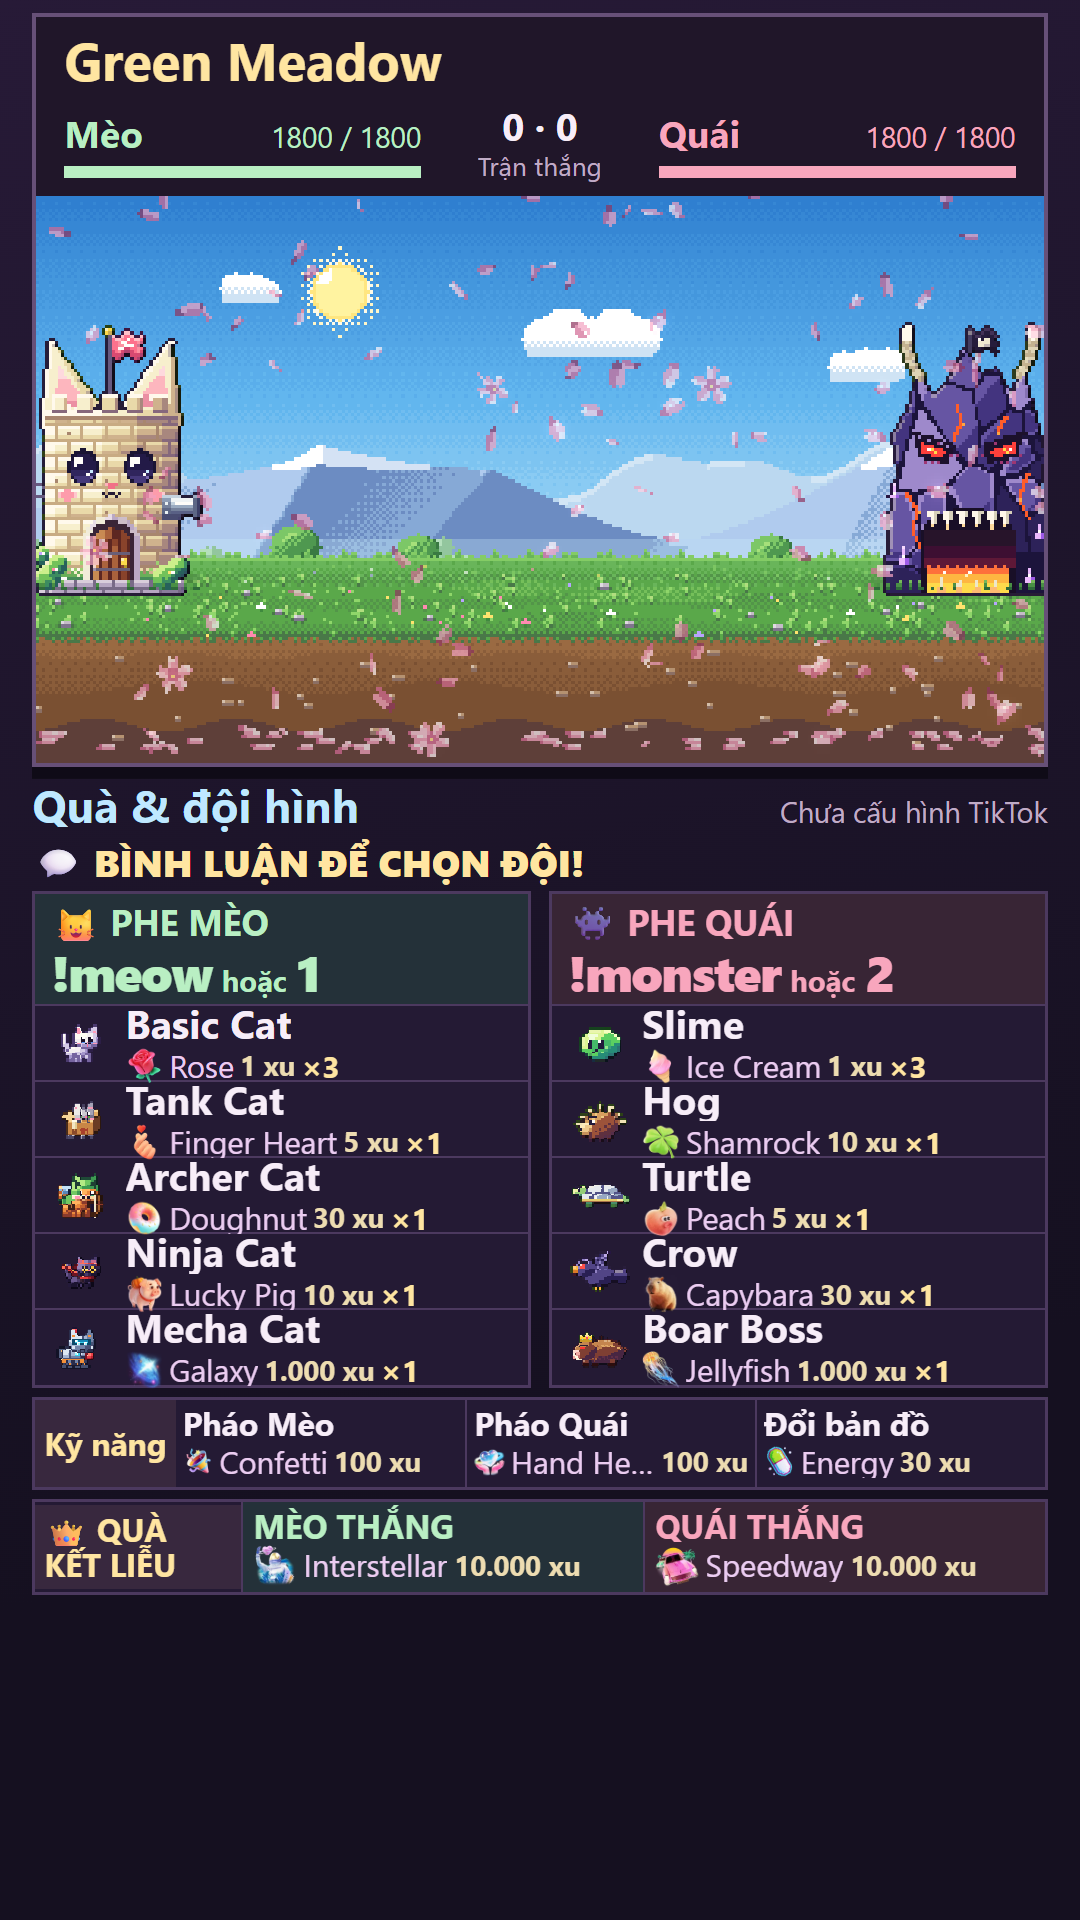 Green Meadow
Mèo 1800 / 1800
0 · 0
Trận thắng
Quái 1800 / 1800
Quà & đội hình
Chưa cấu hình TikTok
BÌNH LUẬN ĐỂ CHỌN ĐỘI!
PHE MÈO
!meow hoặc 1
Basic Cat
Rose 1 xu ×3
Tank Cat
Finger Heart 5 xu ×1
Archer Cat
Doughnut 30 xu ×1
Ninja Cat
Lucky Pig 10 xu ×1
Mecha Cat
Galaxy 1.000 xu ×1
PHE QUÁI
!monster hoặc 2
Slime
Ice Cream 1 xu ×3
Hog
Shamrock 10 xu ×1
Turtle
Peach 5 xu ×1
Crow
Capybara 30 xu ×1
Boar Boss
Jellyfish 1.000 xu ×1
Kỹ năng
Pháo Mèo
Confetti 100 xu
Pháo Quái
Hand He... 100 xu
Đổi bản đồ
Energy 30 xu
QUÀ
KẾT LIỄU
MÈO THẮNG
Interstellar 10.000 xu
QUÁI THẮNG
Speedway 10.000 xu